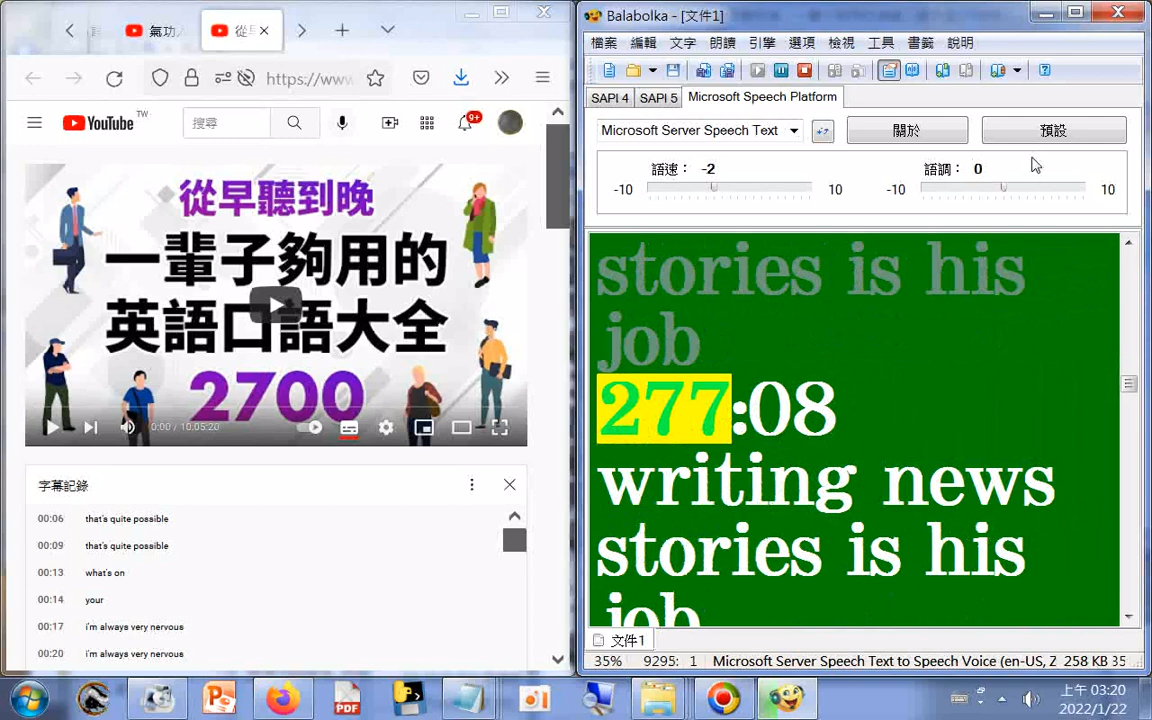 氣功
從
https://www
YouTube
TW
搜尋
9+
從早聽到晚
一輩子夠用的
英語口語大全
2700
0:00 / 10:05:20
字幕記錄
00:06 that's quite possible
00:09 that's quite possible
00:13 what's on
00:14 your
00:17 i'm always very nervous
00:20 i'm always very nervous
Balabolka - [文件1]
檔案 編輯 文字 朗讀 引擎 選項 檢視 工具 書籤 說明
SAPI 4 SAPI 5 Microsoft Speech Platform
Microsoft Server Speech Text 關於 預設
語速： -2 語調： 0
-10 10 -10 10
stories is his
job
277:08
writing news
stories is his
job
文件1
35% 9295: 1 Microsoft Server Speech Text to Speech Voice (en-US, Z 258 KB 35
PDF
上午 03:20
2022/1/22